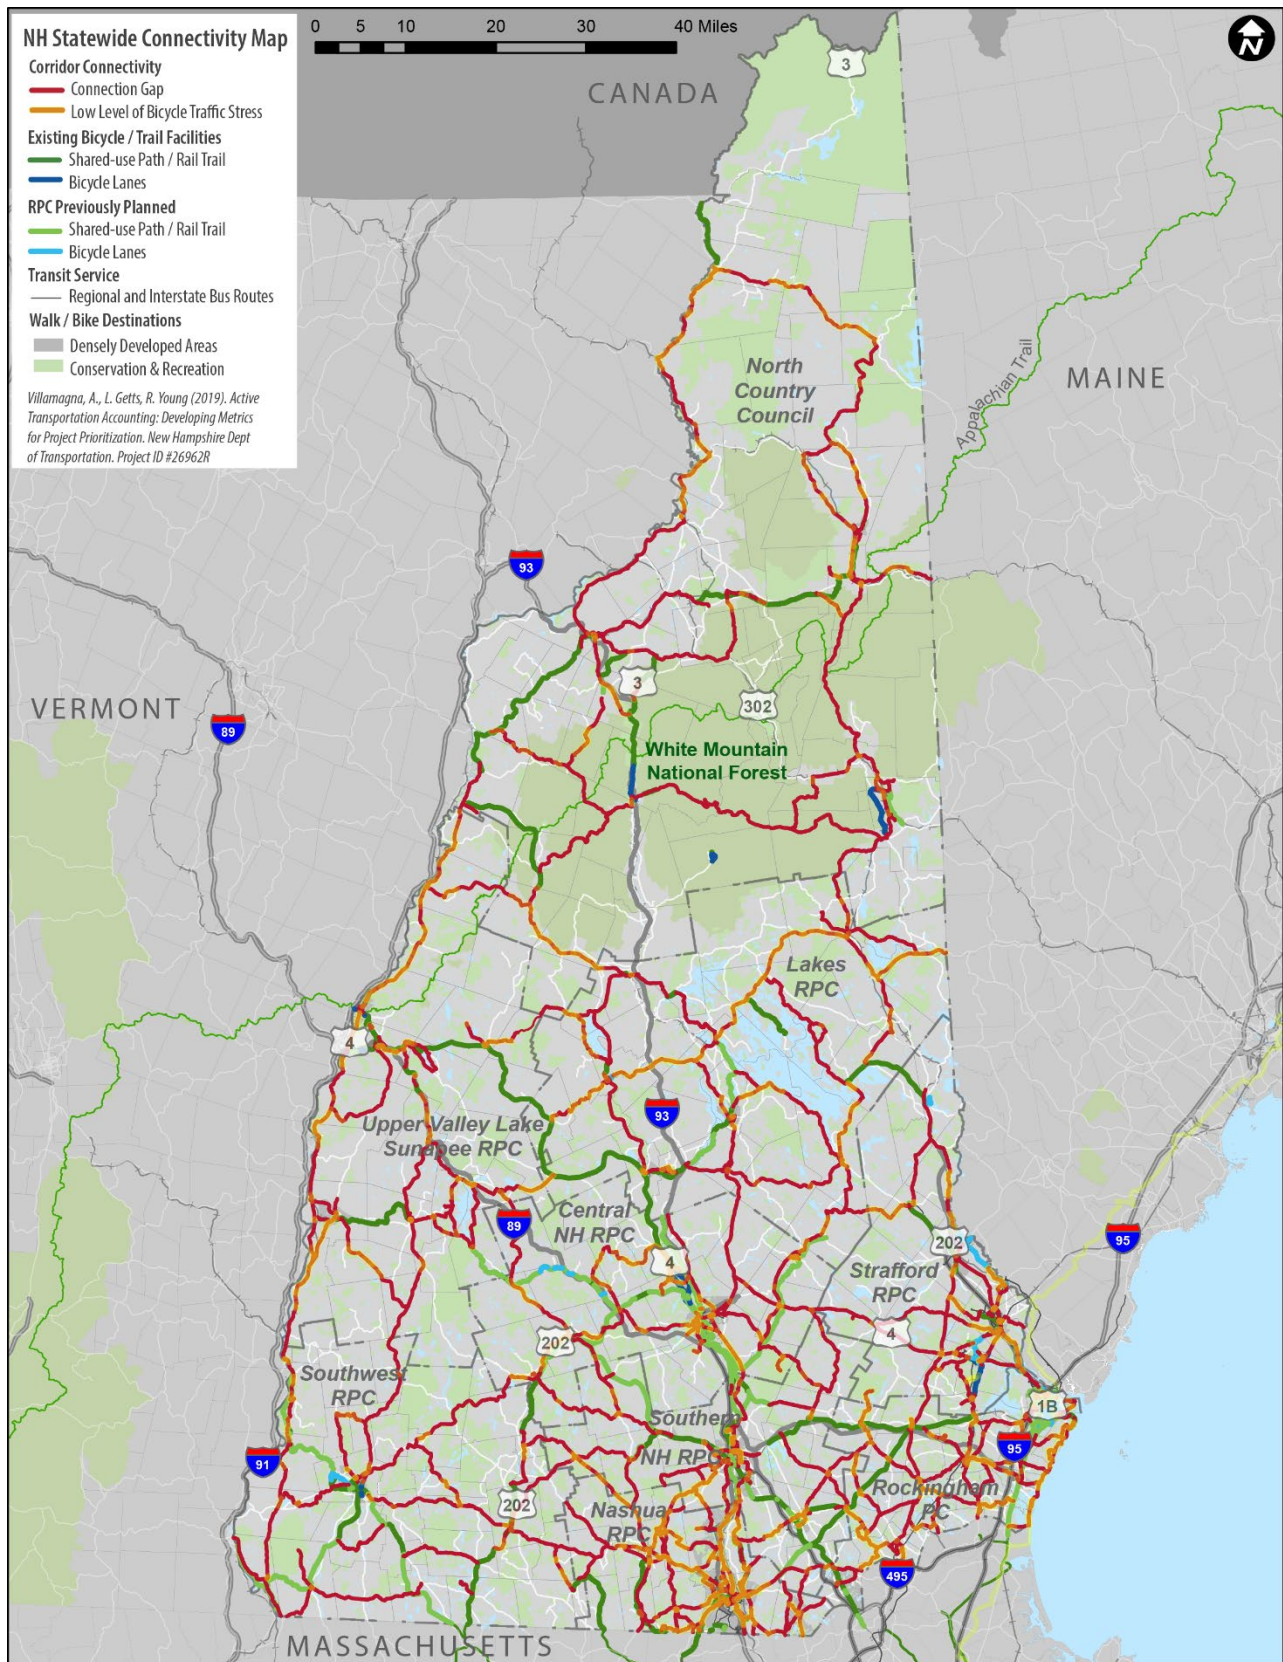 NH Statewide Connectivity Map
Corridor Connectivity
Connection Gap
Low Level of Bicycle Traffic Stress
Existing Bicycle / Trail Facilities
Shared-use Path / Rail Trail
Bicycle Lanes
RPC Previously Planned
Shared-use Path / Rail Trail
Bicycle Lanes
Transit Service
Regional and Interstate Bus Routes
Walk / Bike Destinations
Densely Developed Areas
Conservation & Recreation
Villamagna, A., L. Getts, R. Young (2019). Active
Transportation Accounting: Developing Metrics
for Project Prioritization. New Hampshire Dept
of Transportation. Project ID #26962R
0 5 10 20 30 40 Miles
N
3
CANADA
MAINE
Appalachian Trail
North
Country
Council
93
VERMONT
89
3
302
White Mountain
National Forest
Lakes
RPC
4
93
Upper Valley Lake
Sunapee RPC
89
Central
NH RPC
4
202
95
Strafford
RPC
4
202
Southwest
RPC
1B
Southern
NH RPC
95
91
202
Nashua
RPC
Rockingham
PC
495
MASSACHUSETTS